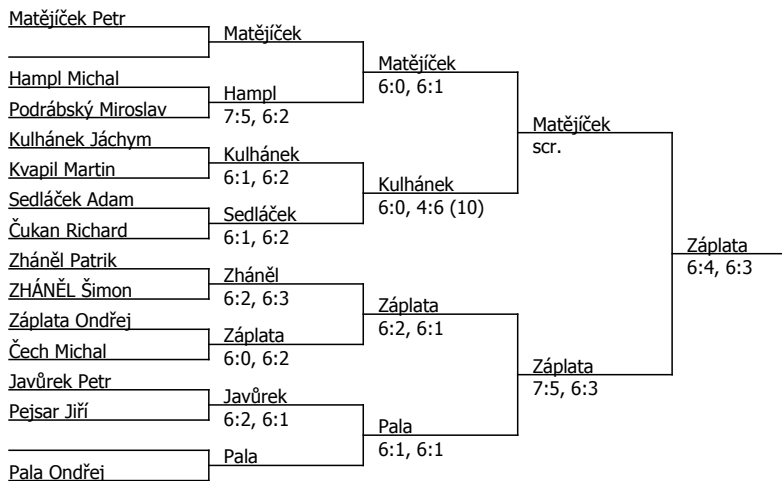 Matějíček Petr
Matějíček
Hampl Michal
Matějíček
6:0, 6:1
Podrábský Miroslav
Hampl
7:5, 6:2
Kulhánek Jáchym
Matějíček
scr.
Kvapil Martin
Kulhánek
6:1, 6:2
Sedláček Adam
Kulhánek
6:0, 4:6 (10)
Čukan Richard
Sedláček
6:1, 6:2
Zháněl Patrik
Záplata
6:4, 6:3
ZHÁNĚL Šimon
Zháněl
6:2, 6:3
Záplata Ondřej
Záplata
6:2, 6:1
Čech Michal
Záplata
6:0, 6:2
Javůrek Petr
Záplata
7:5, 6:3
Pejsar Jiří
Javůrek
6:2, 6:1
Pala
6:1, 6:1
Pala Ondřej
Pala